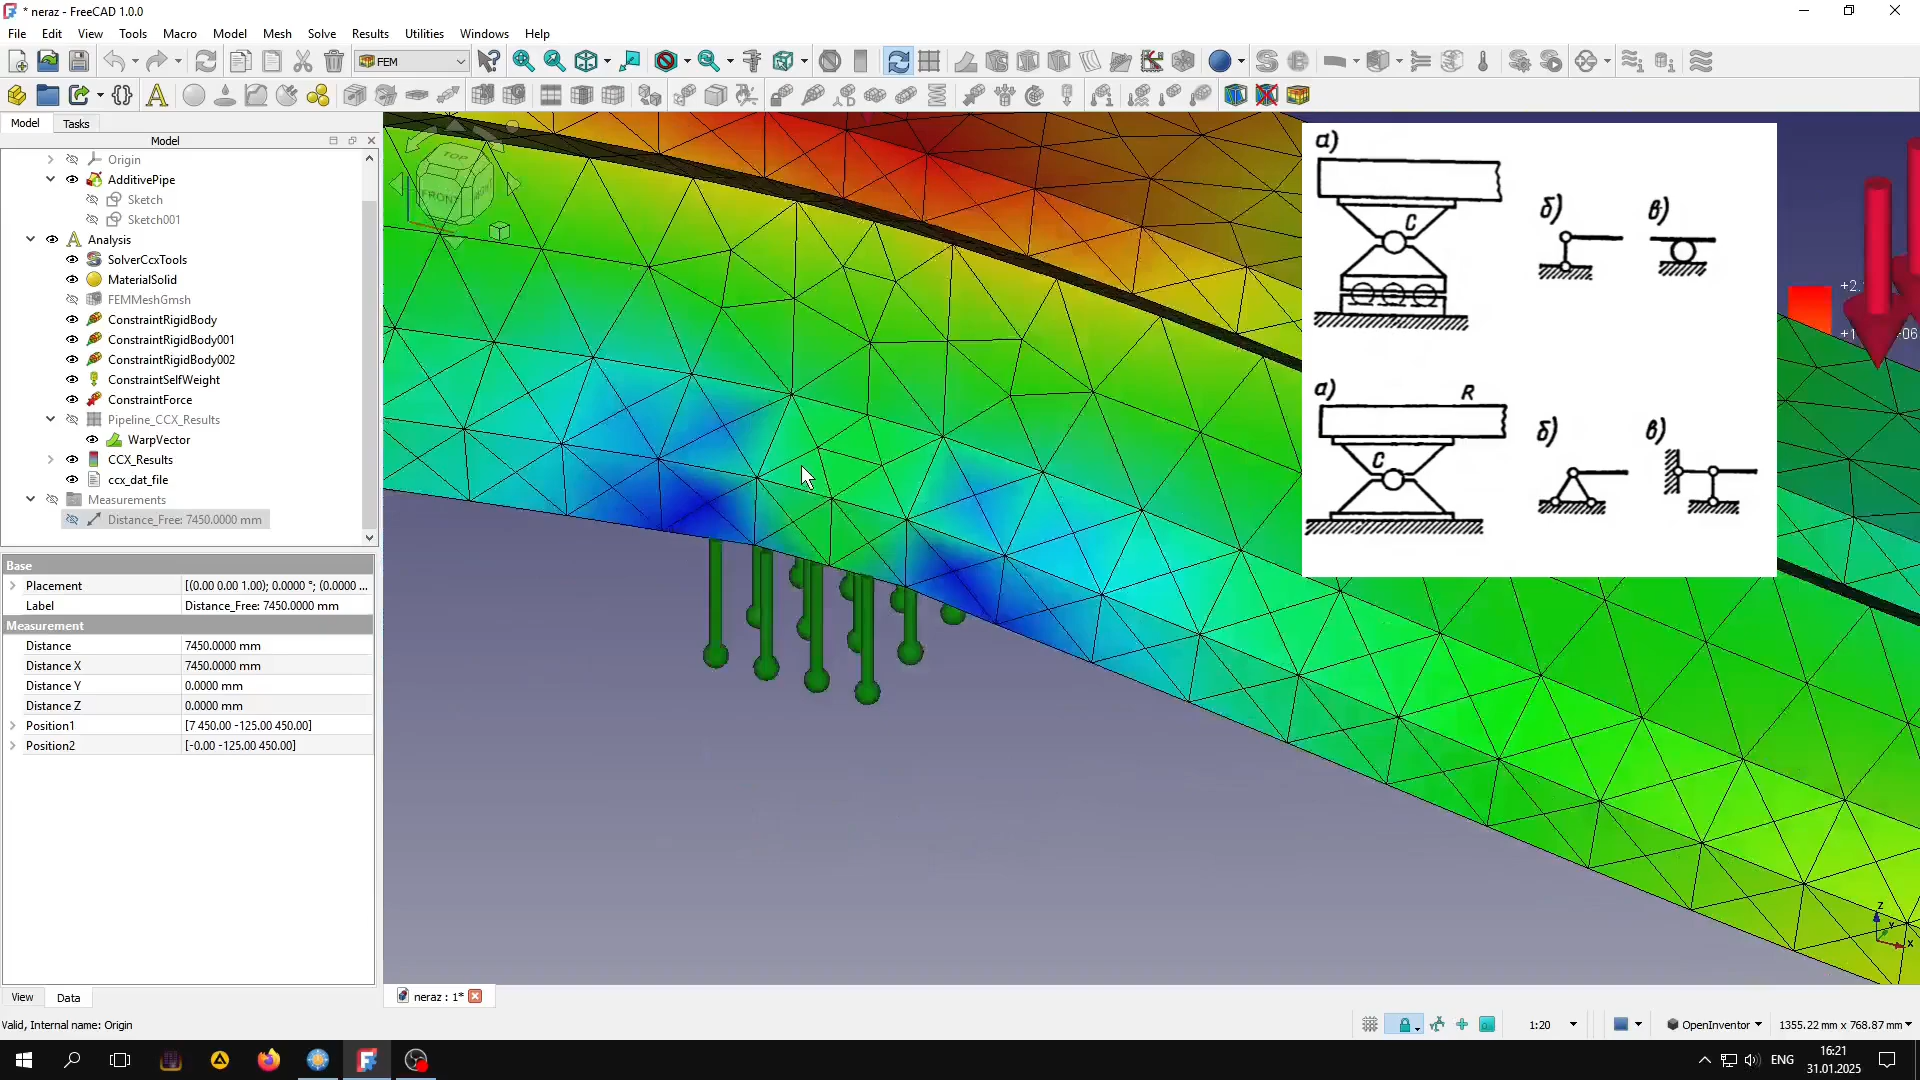 * neraz - FreeCAD 1.0.0
File Edit View Tools Macro Model Mesh Solve Results Utilities Windows Help
FEM
Model Tasks
Model
Origin
AdditivePipe
Sketch
Sketch001
Analysis
SolverCcxTools
MaterialSolid
FEMMeshGmsh
ConstraintRigidBody
ConstraintRigidBody001
ConstraintRigidBody002
ConstraintSelfWeight
ConstraintForce
Pipeline_CCX_Results
WarpVector
CCX_Results
ccx_dat_file
Measurements
Distance_Free: 7450.0000 mm
Base
Placement [(0.00 0.00 1.00); 0.0000 °; (0.0000 ...
Label Distance_Free: 7450.0000 mm
Measurement
Distance 7450.0000 mm
Distance X 7450.0000 mm
Distance Y 0.0000 mm
Distance Z 0.0000 mm
Position1 [7 450.00 -125.00 450.00]
Position2 [-0.00 -125.00 450.00]
View Data
TOP
FRONT
а)
C
б)
в)
а)
R
C
б)
в)
+2.
Z
Y
X
neraz : 1*
Valid, Internal name: Origin
1:20
OpenInventor
1355.22 mm x 768.87 mm
ENG
16:21
31.01.2025